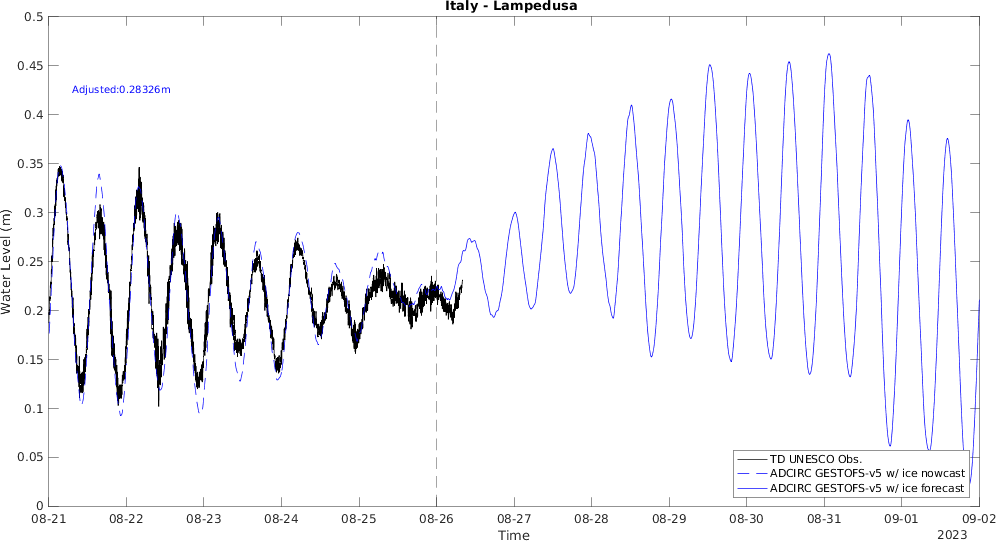 Italy - Lampedusa
0.5
0.45
Adjusted:0.28326m
0.4
0.35
0.3
0.25
0.2
0.15
0.1
0.05
0
Water Level (m)
TD UNESCO Obs.
ADCIRC GESTOFS-v5 w/ ice nowcast
ADCIRC GESTOFS-v5 w/ ice forecast
08-21 08-22 08-23 08-24 08-25 08-26 08-27 08-28 08-29 08-30 08-31 09-01 09-02
Time
2023